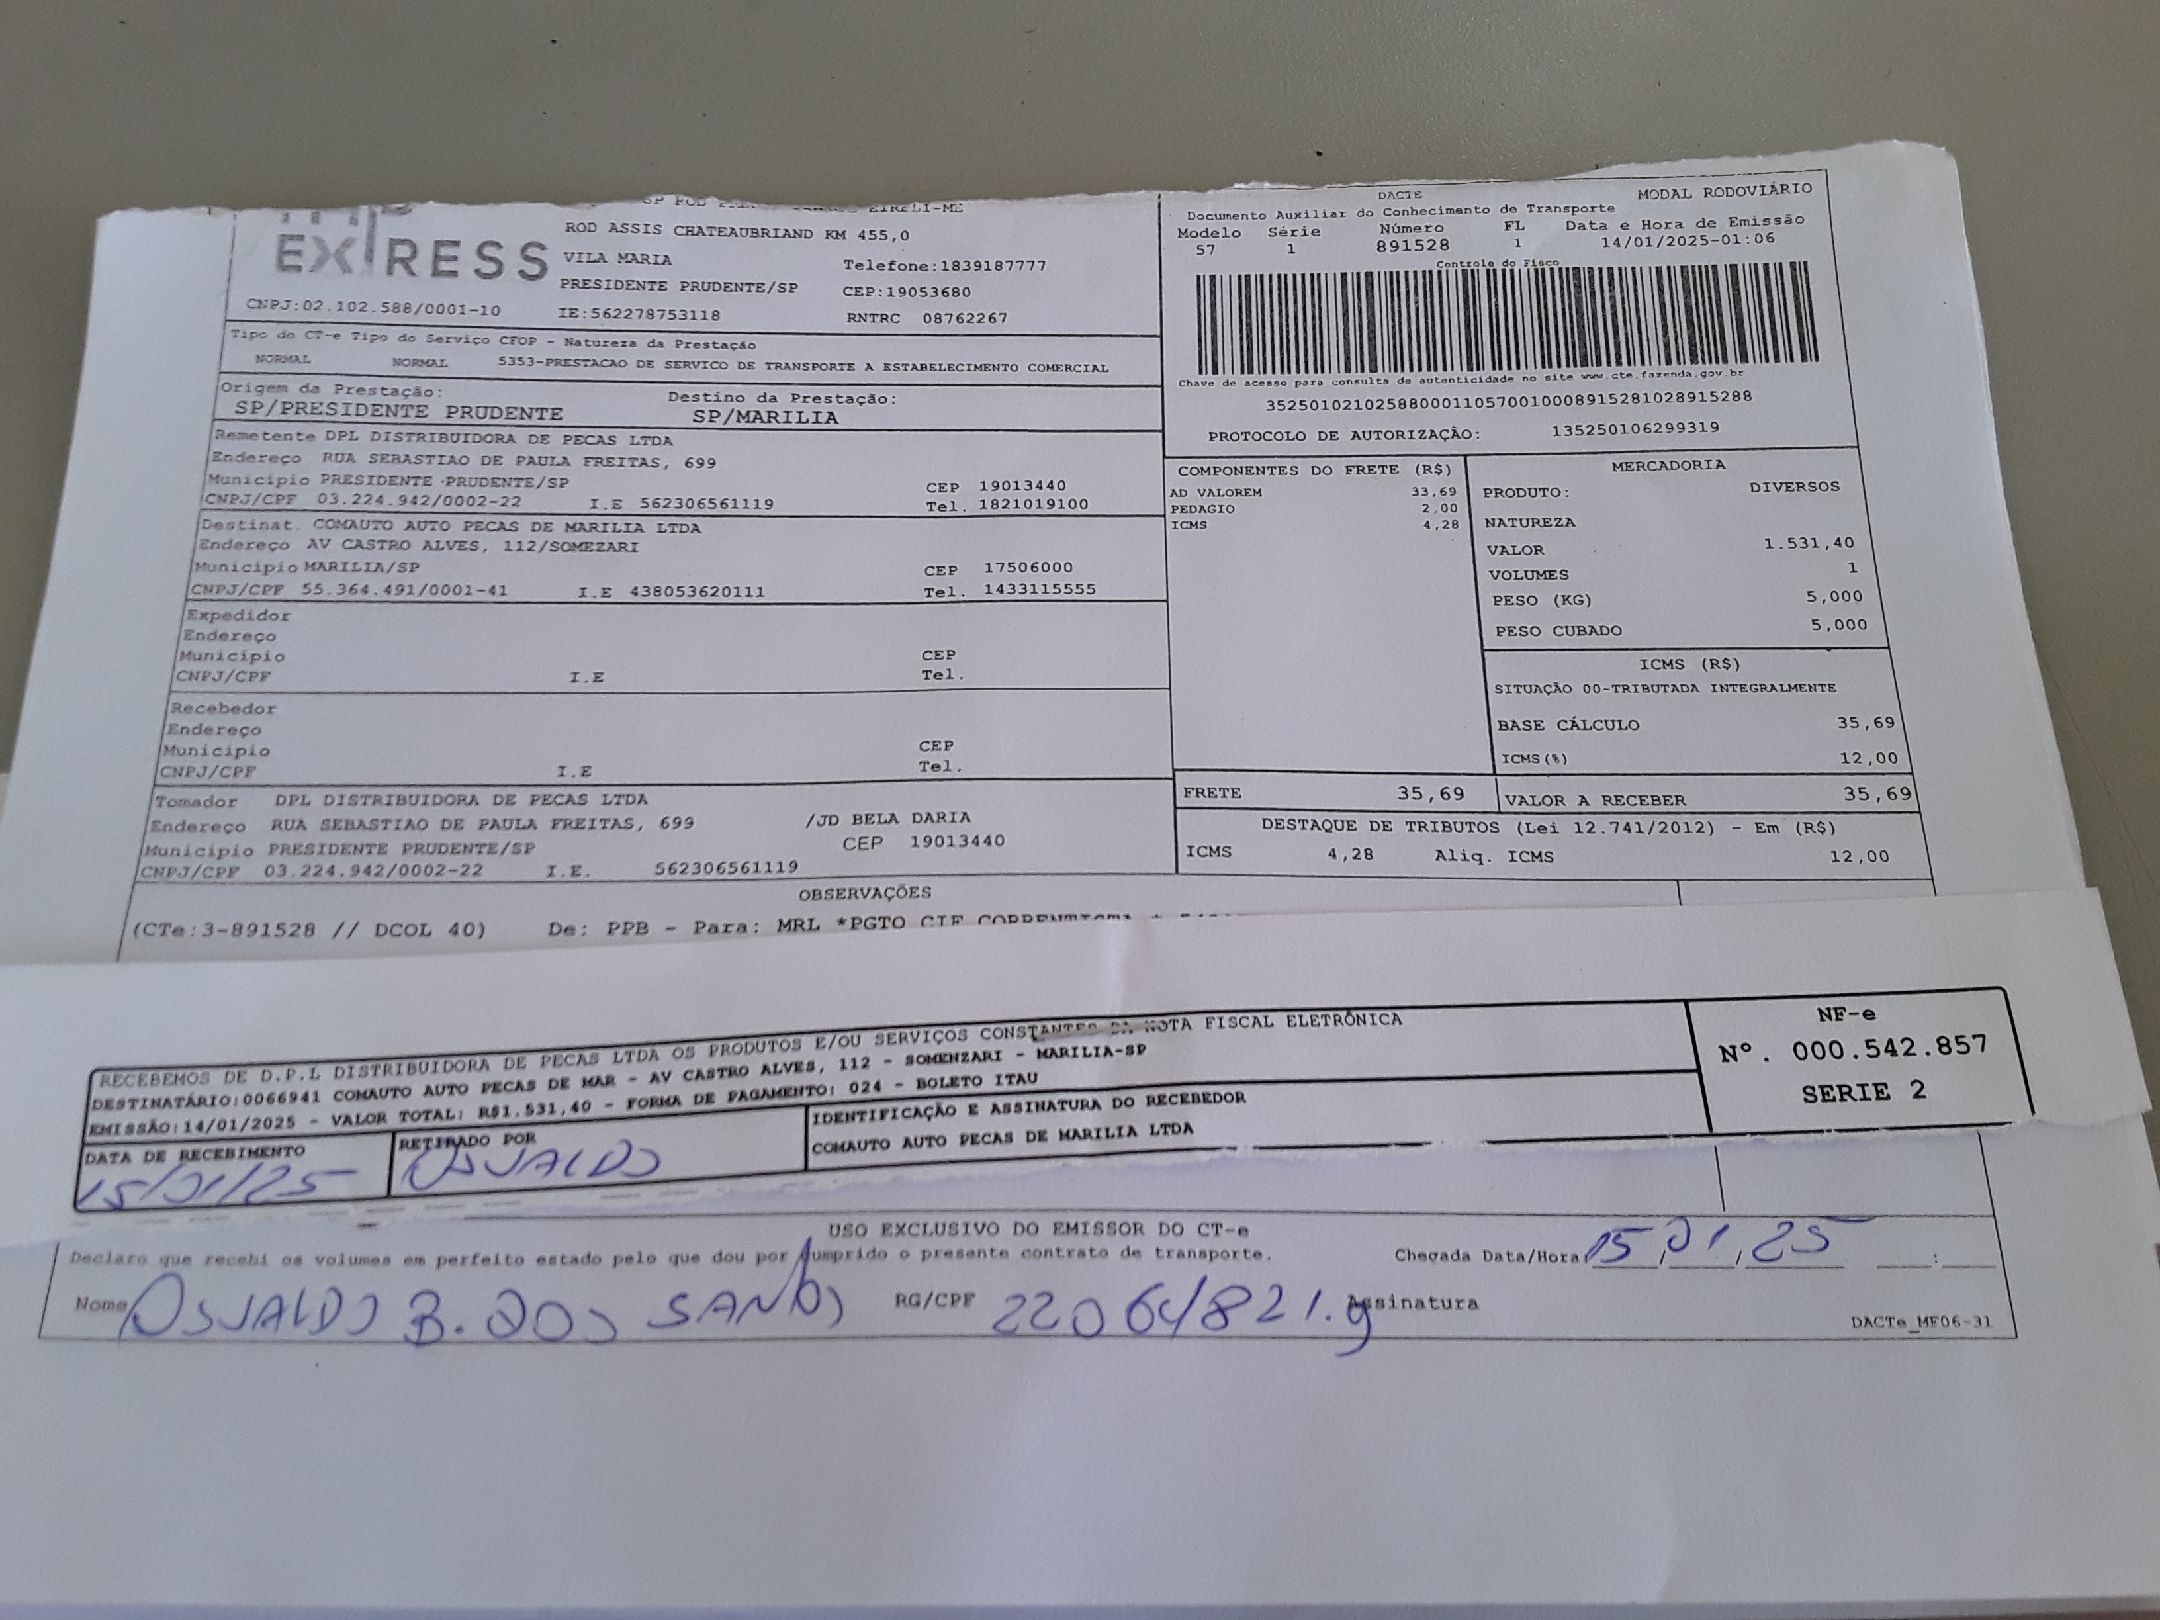 EIRELI-ME
EXPRESS
ROD ASSIS CHATEAUBRIAND KM 455,0
VILA MARIA Telefone:1839187777
PRESIDENTE PRUDENTE/SP CEP:19053680
CNPJ:02.102.588/0001-10 IE:562278753118 RNTRC 08762267
Tipo do CT-e Tipo do Serviço CFOP - Natureza da Prestação
NORMAL NORMAL 5353-PRESTACAO DE SERVICO DE TRANSPORTE A ESTABELECIMENTO COMERCIAL
Origem da Prestação: Destino da Prestação:
SP/PRESIDENTE PRUDENTE SP/MARILIA
Remetente DPL DISTRIBUIDORA DE PECAS LTDA
Endereço RUA SEBASTIAO DE PAULA FREITAS, 699
Município PRESIDENTE PRUDENTE/SP CEP 19013440
CNPJ/CPF 03.224.942/0002-22 I.E 562306561119 Tel. 1821019100
Destinat. COMAUTO AUTO PECAS DE MARILIA LTDA
Endereço AV CASTRO ALVES, 112/SOMEZARI
Município MARILIA/SP CEP 17506000
CNPJ/CPF 55.364.491/0001-41 I.E 438053620111 Tel. 1433115555
Expedidor
Endereço
Município CEP
CNPJ/CPF I.E Tel.
Recebedor
Endereço
Município CEP
CNPJ/CPF I.E Tel.
Tomador DPL DISTRIBUIDORA DE PECAS LTDA
Endereço RUA SEBASTIAO DE PAULA FREITAS, 699 /JD BELA DARIA
Município PRESIDENTE PRUDENTE/SP CEP 19013440
CNPJ/CPF 03.224.942/0002-22 I.E. 562306561119
DACTE MODAL RODOVIÁRIO
Documento Auxiliar do Conhecimento de Transporte
Modelo Série Número FL Data e Hora de Emissão
57 1 891528 1 14/01/2025-01:06
Controle do Fisco
Chave de acesso para consulta de autenticidade no site www.cte.fazenda.gov.br
35250102102588000110570010008915281028915288
PROTOCOLO DE AUTORIZAÇÃO: 135250106299319
COMPONENTES DO FRETE (R$)
AD VALOREM 33,69
PEDAGIO 2,00
ICMS 4,28
MERCADORIA
PRODUTO: DIVERSOS
NATUREZA
VALOR 1.531,40
VOLUMES 1
PESO (KG) 5,000
PESO CUBADO 5,000
ICMS (R$)
SITUAÇÃO 00-TRIBUTADA INTEGRALMENTE
BASE CÁLCULO 35,69
ICMS(%) 12,00
FRETE 35,69 VALOR A RECEBER 35,69
DESTAQUE DE TRIBUTOS (Lei 12.741/2012) - Em (R$)
ICMS 4,28 Aliq. ICMS 12,00
OBSERVAÇÕES
(CTe:3-891528 // DCOL 40) De: PPB - Para: MRL *PGTO CIF CORRENTISTA
RECEBEMOS DE D.P.L DISTRIBUIDORA DE PECAS LTDA OS PRODUTOS E/OU SERVIÇOS CONSTANTES DA NOTA FISCAL ELETRÔNICA
DESTINATÁRIO:0066941 COMAUTO AUTO PECAS DE MAR - AV CASTRO ALVES, 112 - SOMENZARI - MARILIA-SP
EMISSÃO:14/01/2025 - VALOR TOTAL: R$1.531,40 - FORMA DE PAGAMENTO: 024 - BOLETO ITAU
NF-e
Nº. 000.542.857
SERIE 2
DATA DE RECEBIMENTO
15/01/25
RETIRADO POR
OSVALDO
IDENTIFICAÇÃO E ASSINATURA DO RECEBEDOR
COMAUTO AUTO PECAS DE MARILIA LTDA
USO EXCLUSIVO DO EMISSOR DO CT-e
Declaro que recebi os volumes em perfeito estado pelo que dou por cumprido o presente contrato de transporte. Chegada Data/Hora 15/01/25 :
Nome OSVALDO B. DOS SANTOS RG/CPF 22064821.9 Assinatura
DACTe_MF06-31